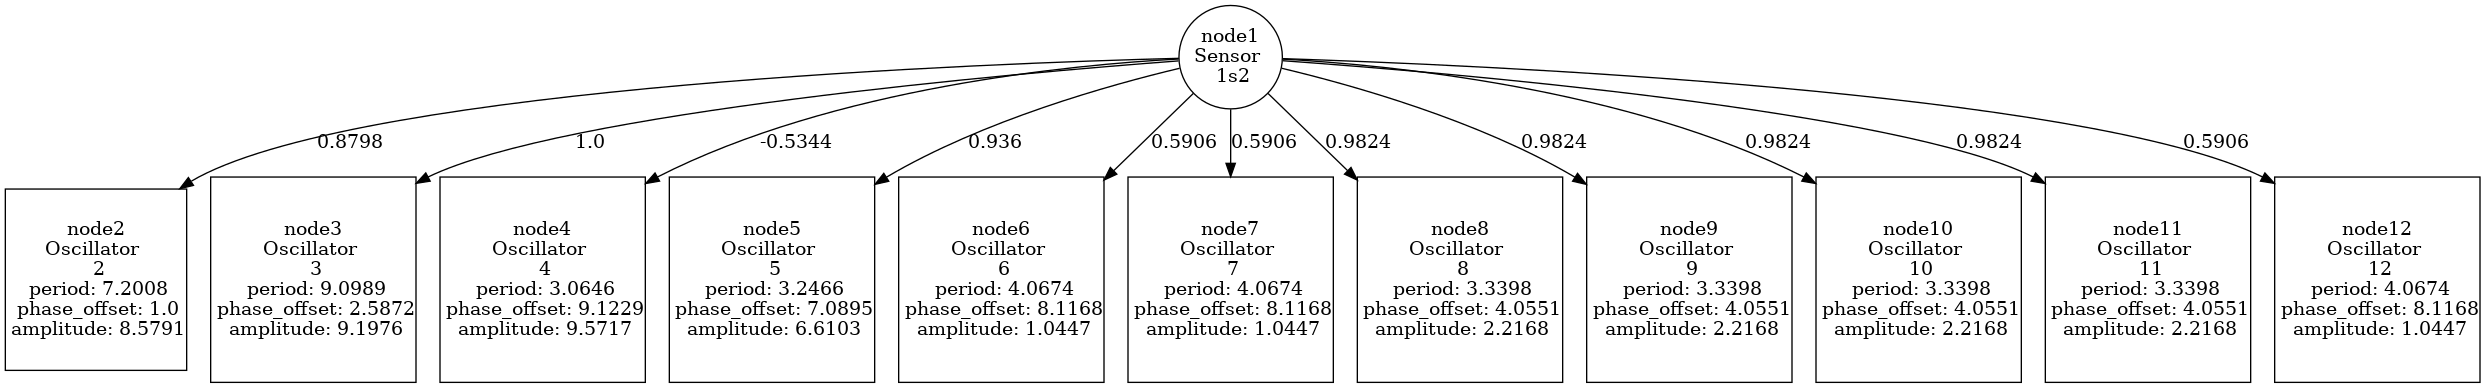 node1
Sensor
1s2
0.8798
1.0
-0.5344
0.936
0.5906
0.5906
0.9824
0.9824
0.9824
0.9824
0.5906
node2
Oscillator
2
period: 7.2008
phase_offset: 1.0
amplitude: 8.5791
node3
Oscillator
3
period: 9.0989
phase_offset: 2.5872
amplitude: 9.1976
node4
Oscillator
4
period: 3.0646
phase_offset: 9.1229
amplitude: 9.5717
node5
Oscillator
5
period: 3.2466
phase_offset: 7.0895
amplitude: 6.6103
node6
Oscillator
6
period: 4.0674
phase_offset: 8.1168
amplitude: 1.0447
node7
Oscillator
7
period: 4.0674
phase_offset: 8.1168
amplitude: 1.0447
node8
Oscillator
8
period: 3.3398
phase_offset: 4.0551
amplitude: 2.2168
node9
Oscillator
9
period: 3.3398
phase_offset: 4.0551
amplitude: 2.2168
node10
Oscillator
10
period: 3.3398
phase_offset: 4.0551
amplitude: 2.2168
node11
Oscillator
11
period: 3.3398
phase_offset: 4.0551
amplitude: 2.2168
node12
Oscillator
12
period: 4.0674
phase_offset: 8.1168
amplitude: 1.0447